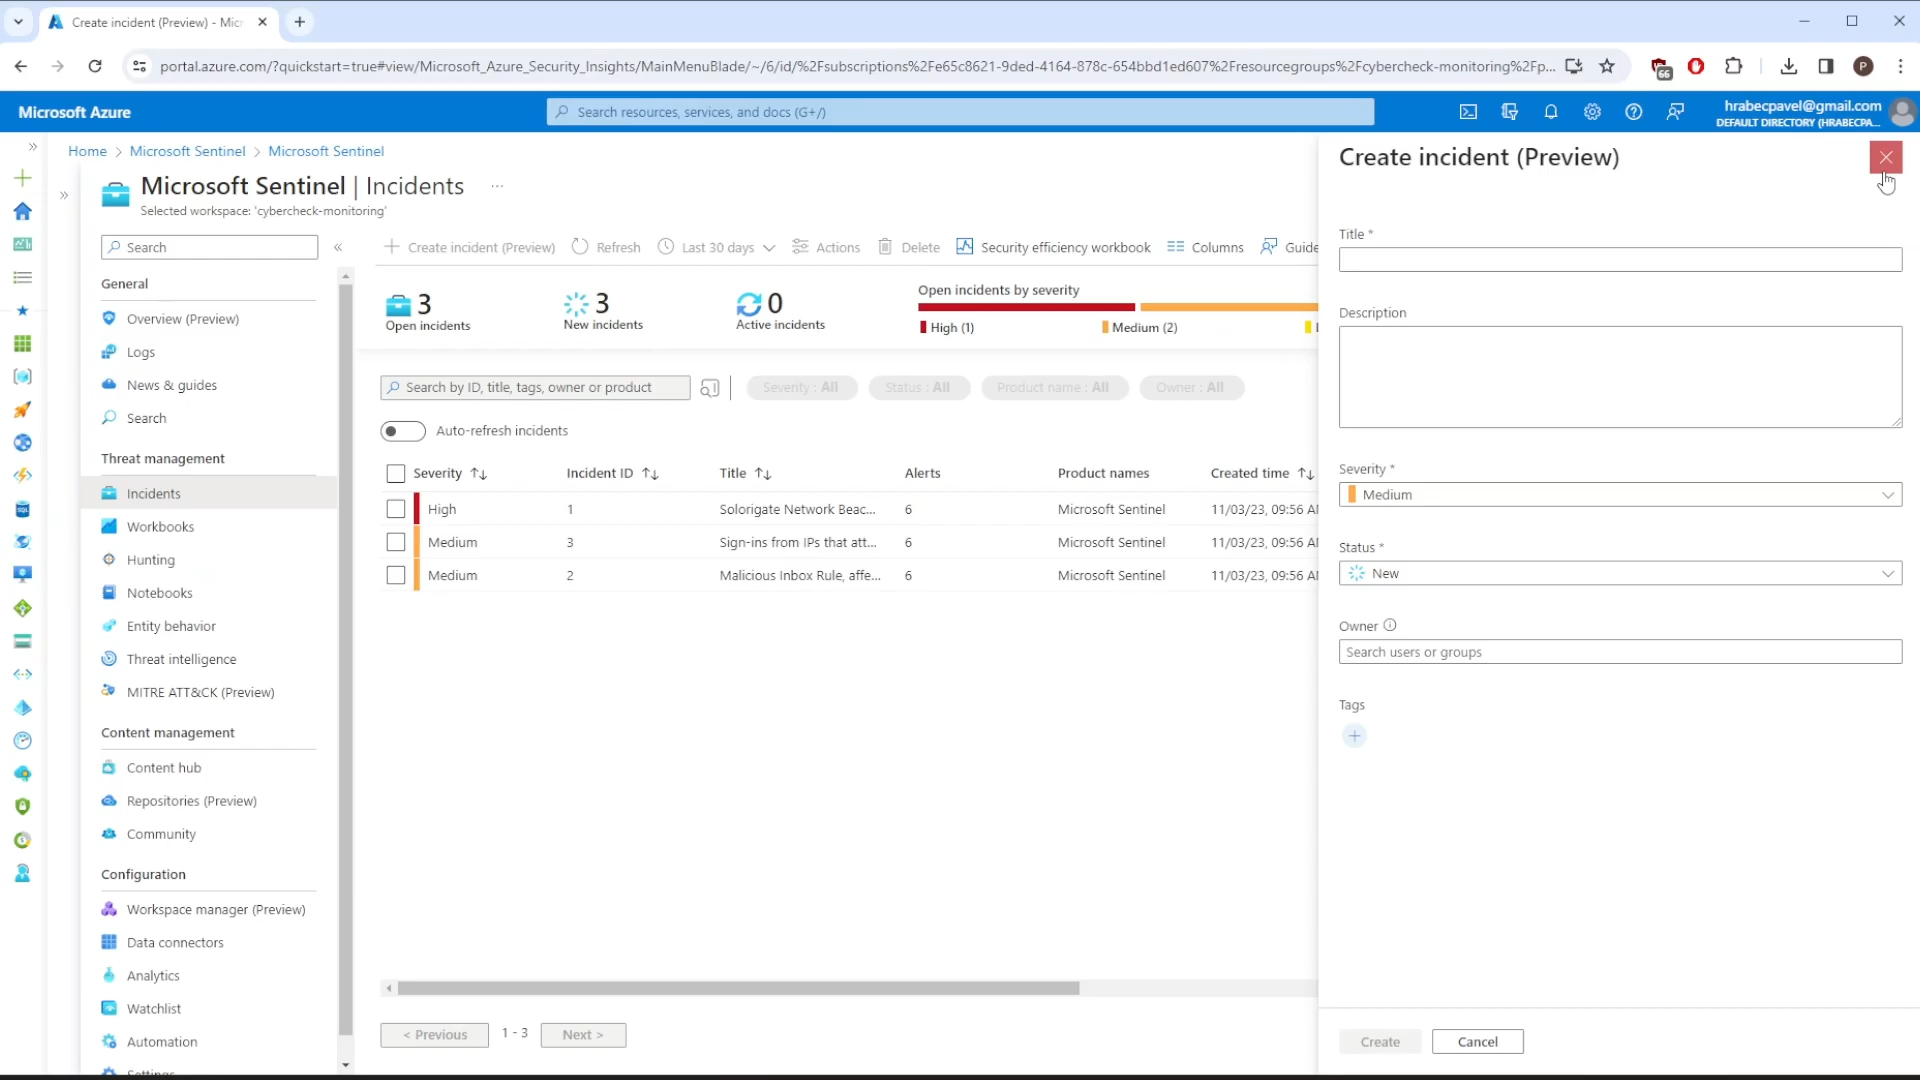 Create incident (Preview) - Micr
portal.azure.com/?quickstart=true#view/Microsoft_Azure_Security_Insights/MainMenuBlade/~/6/id/%2Fsubscriptions%2Fe65c8621-9ded-4164-878c-654bbd1ed607%2Fresourcegroups%2Fcybercheck-monitoring%2Fp...
66
P
Microsoft Azure
Search resources, services, and docs (G+/)
hrabecpavel@gmail.com
DEFAULT DIRECTORY (HRABECPA...
Home > Microsoft Sentinel > Microsoft Sentinel
Microsoft Sentinel | Incidents ...
Selected workspace: 'cybercheck-monitoring'
Search
General
Overview (Preview)
Logs
News & guides
Search
Threat management
Incidents
Workbooks
Hunting
Notebooks
Entity behavior
Threat intelligence
MITRE ATT&CK (Preview)
Content management
Content hub
Repositories (Preview)
Community
Configuration
Workspace manager (Preview)
Data connectors
Analytics
Watchlist
Automation
Settings
Create incident (Preview) Refresh Last 30 days Actions Delete Security efficiency workbook Columns Guide
3
Open incidents
3
New incidents
0
Active incidents
Open incidents by severity
High (1) Medium (2)
Search by ID, title, tags, owner or product
Severity : All Status : All Product name : All Owner : All
Auto-refresh incidents
Severity Incident ID Title Alerts Product names Created time
High 1 Solorigate Network Beac... 6 Microsoft Sentinel 11/03/23, 09:56 AM
Medium 3 Sign-ins from IPs that att... 6 Microsoft Sentinel 11/03/23, 09:56 AM
Medium 2 Malicious Inbox Rule, affe... 6 Microsoft Sentinel 11/03/23, 09:56 AM
< Previous 1 - 3 Next >
Create incident (Preview)
Title *
Description
Severity *
Medium
Status *
New
Owner
Search users or groups
Tags
Create Cancel